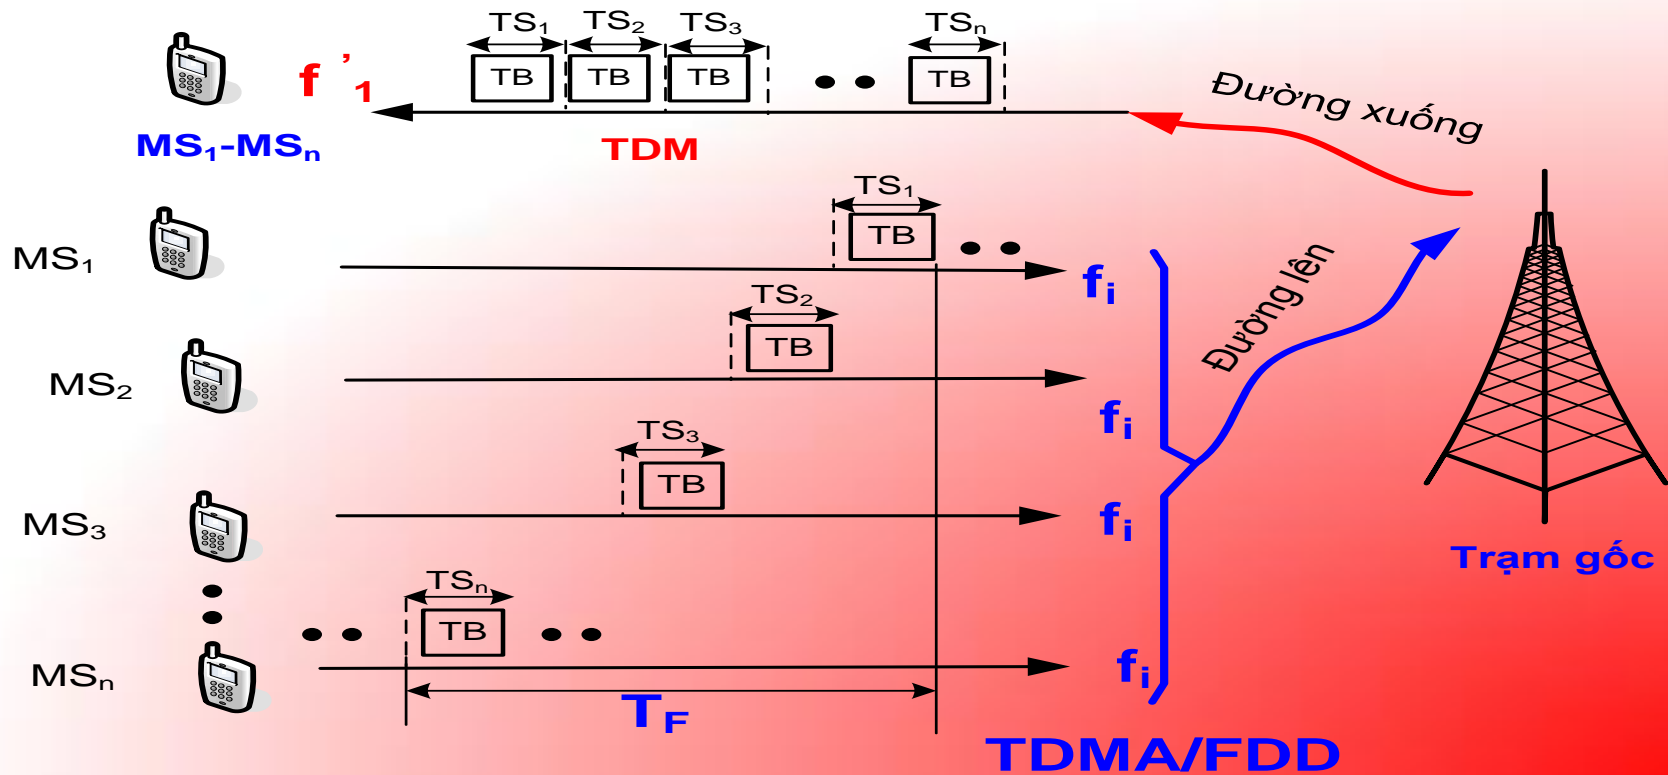 TS₁ TS₂ TS₃ TSₙ
TB TB TB TB
f ’₁
Đường xuống
MS₁-MSₙ
TDM
TS₁
TB
MS₁
fᵢ
Đường lên
TS₂
TB
MS₂
fᵢ
TS₃
TB
MS₃
fᵢ
Trạm gốc
TSₙ
TB
MSₙ
fᵢ
T_F
TDMA/FDD